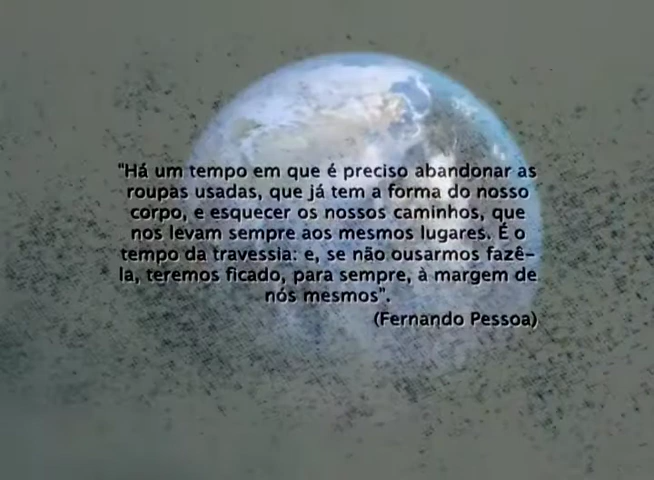 "Há um tempo em que é preciso abandonar as
roupas usadas, que já tem a forma do nosso
corpo, e esquecer os nossos caminhos, que
nos levam sempre aos mesmos lugares. É o
tempo da travessia: e, se não ousarmos fazê-
la, teremos ficado, para sempre, à margem de
nós mesmos".
(Fernando Pessoa)